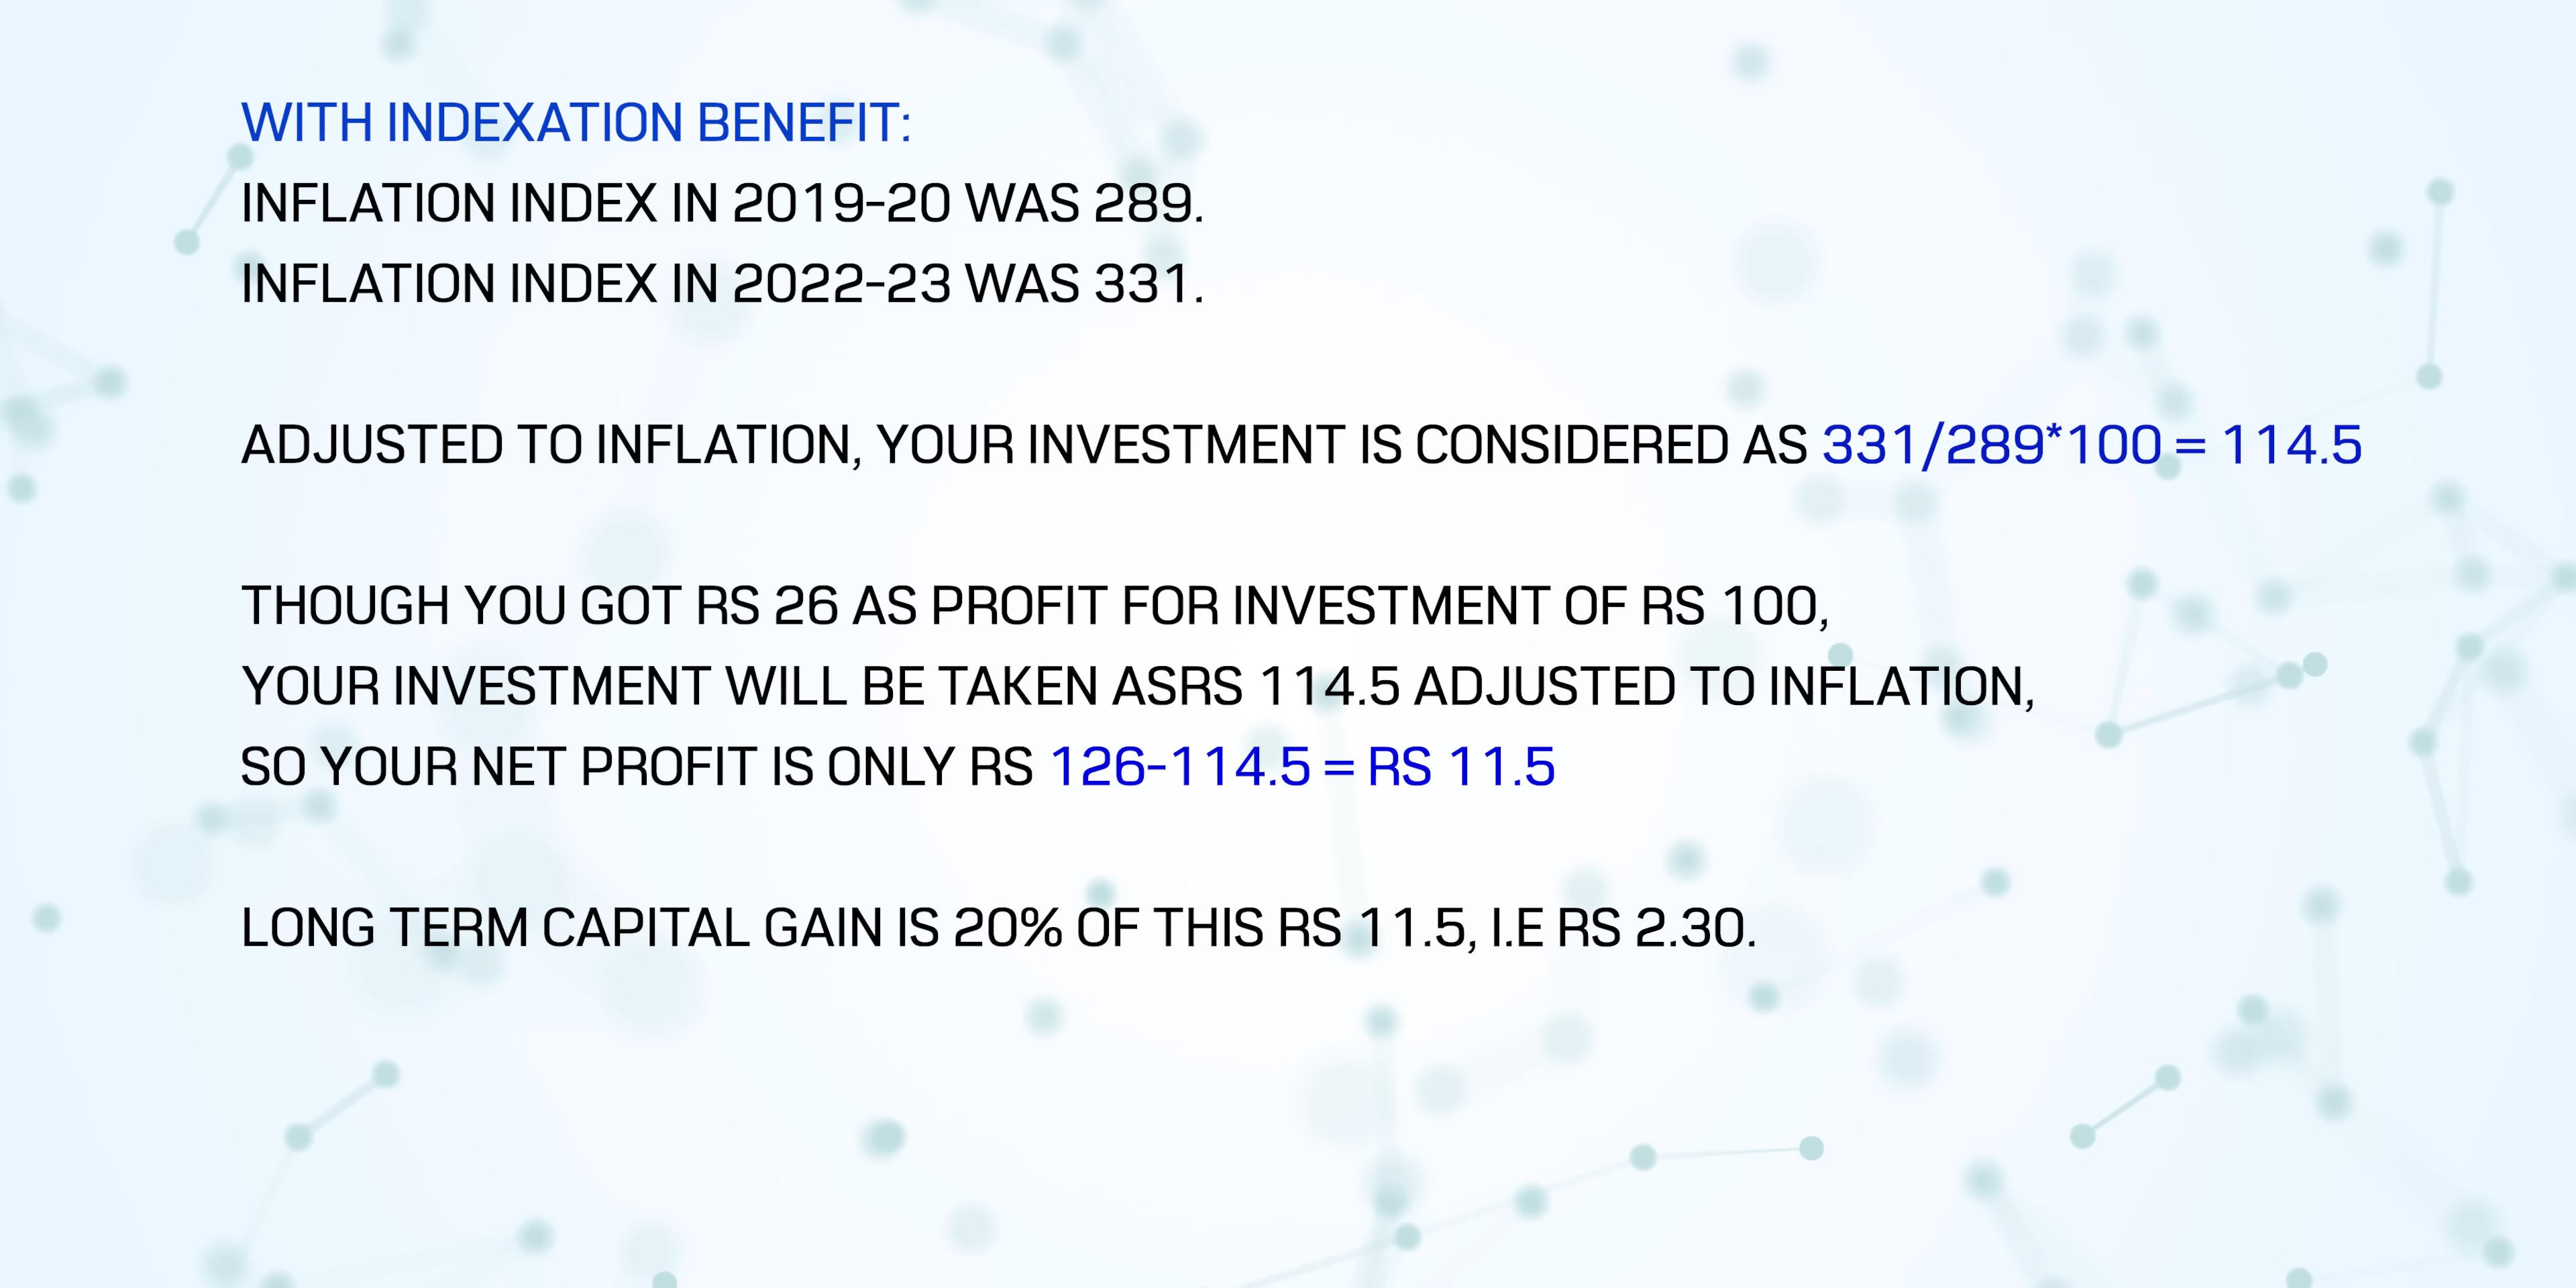 WITH INDEXATION BENEFIT:
INFLATION INDEX IN 2019-20 WAS 289.
INFLATION INDEX IN 2022-23 WAS 331.
ADJUSTED TO INFLATION, YOUR INVESTMENT IS CONSIDERED AS 331/289*100 = 114.5
THOUGH YOU GOT RS 26 AS PROFIT FOR INVESTMENT OF RS 100,
YOUR INVESTMENT WILL BE TAKEN ASRS 114.5 ADJUSTED TO INFLATION,
SO YOUR NET PROFIT IS ONLY RS 126-114.5 = RS 11.5
LONG TERM CAPITAL GAIN IS 20% OF THIS RS 11.5, I.E RS 2.30.